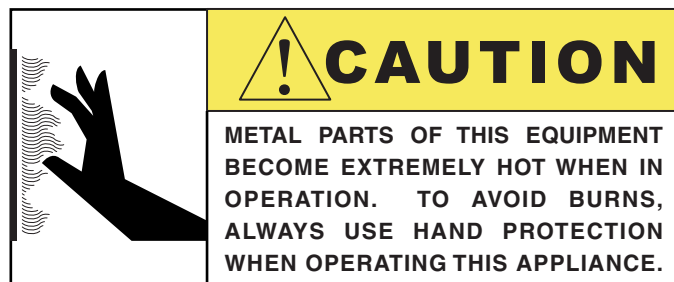 CAUTION
METAL PARTS OF THIS EQUIPMENT
BECOME EXTREMELY HOT WHEN IN
OPERATION. TO AVOID BURNS,
ALWAYS USE HAND PROTECTION
WHEN OPERATING THIS APPLIANCE.